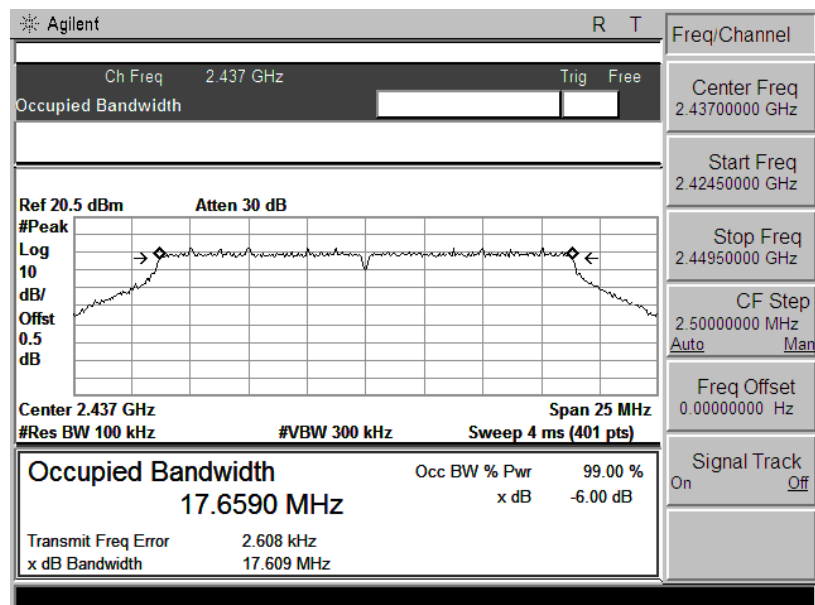 Agilent R T
Ch Freq 2.437 GHz Trig Free
Occupied Bandwidth
Ref 20.5 dBm Atten 30 dB
#Peak
Log
10
dB/
Offst
0.5
dB
Center 2.437 GHz Span 25 MHz
#Res BW 100 kHz #VBW 300 kHz Sweep 4 ms (401 pts)
Occupied Bandwidth
17.6590 MHz
Occ BW % Pwr 99.00 %
x dB -6.00 dB
Transmit Freq Error 2.608 kHz
x dB Bandwidth 17.609 MHz
Freq/Channel
Center Freq
2.43700000 GHz
Start Freq
2.42450000 GHz
Stop Freq
2.44950000 GHz
CF Step
2.50000000 MHz
Auto Man
Freq Offset
0.00000000 Hz
Signal Track
On Off